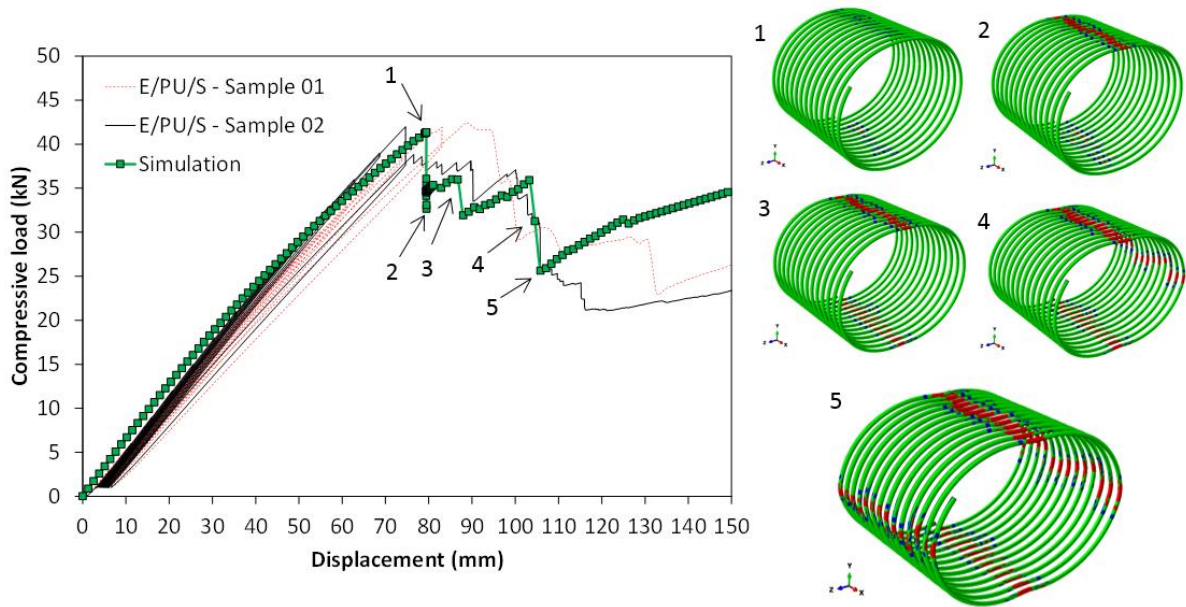 50
45
40
35
30
25
20
15
10
5
0
Compressive load (kN)
E/PU/S - Sample 01
E/PU/S - Sample 02
Simulation
1
2
3
4
5
0 10 20 30 40 50 60 70 80 90 100 110 120 130 140 150
Displacement (mm)
1
Y
Z X
2
Y
Z X
3
Y
Z X
4
Y
Z X
5
Y
Z X